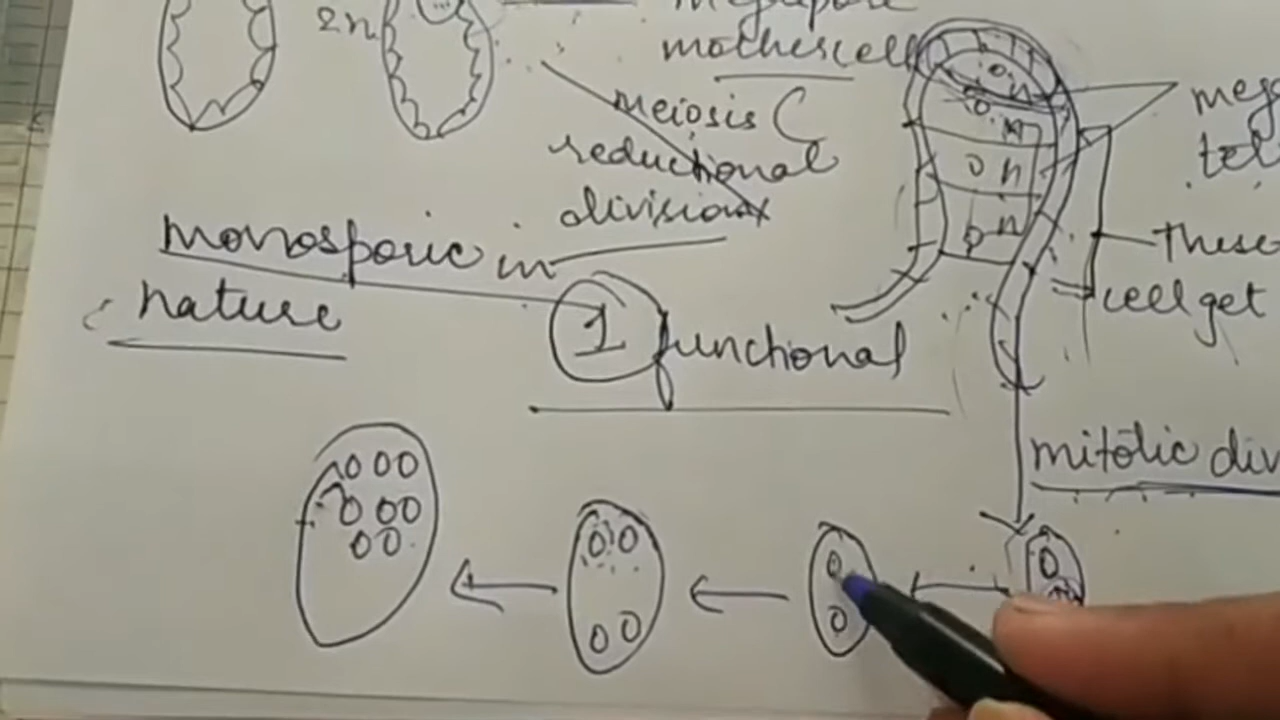 2n
mothercell
meiosis (
reductional
division
n
n
n
n
monosporic in
nature
1 functional
These
cell get
mitotic div